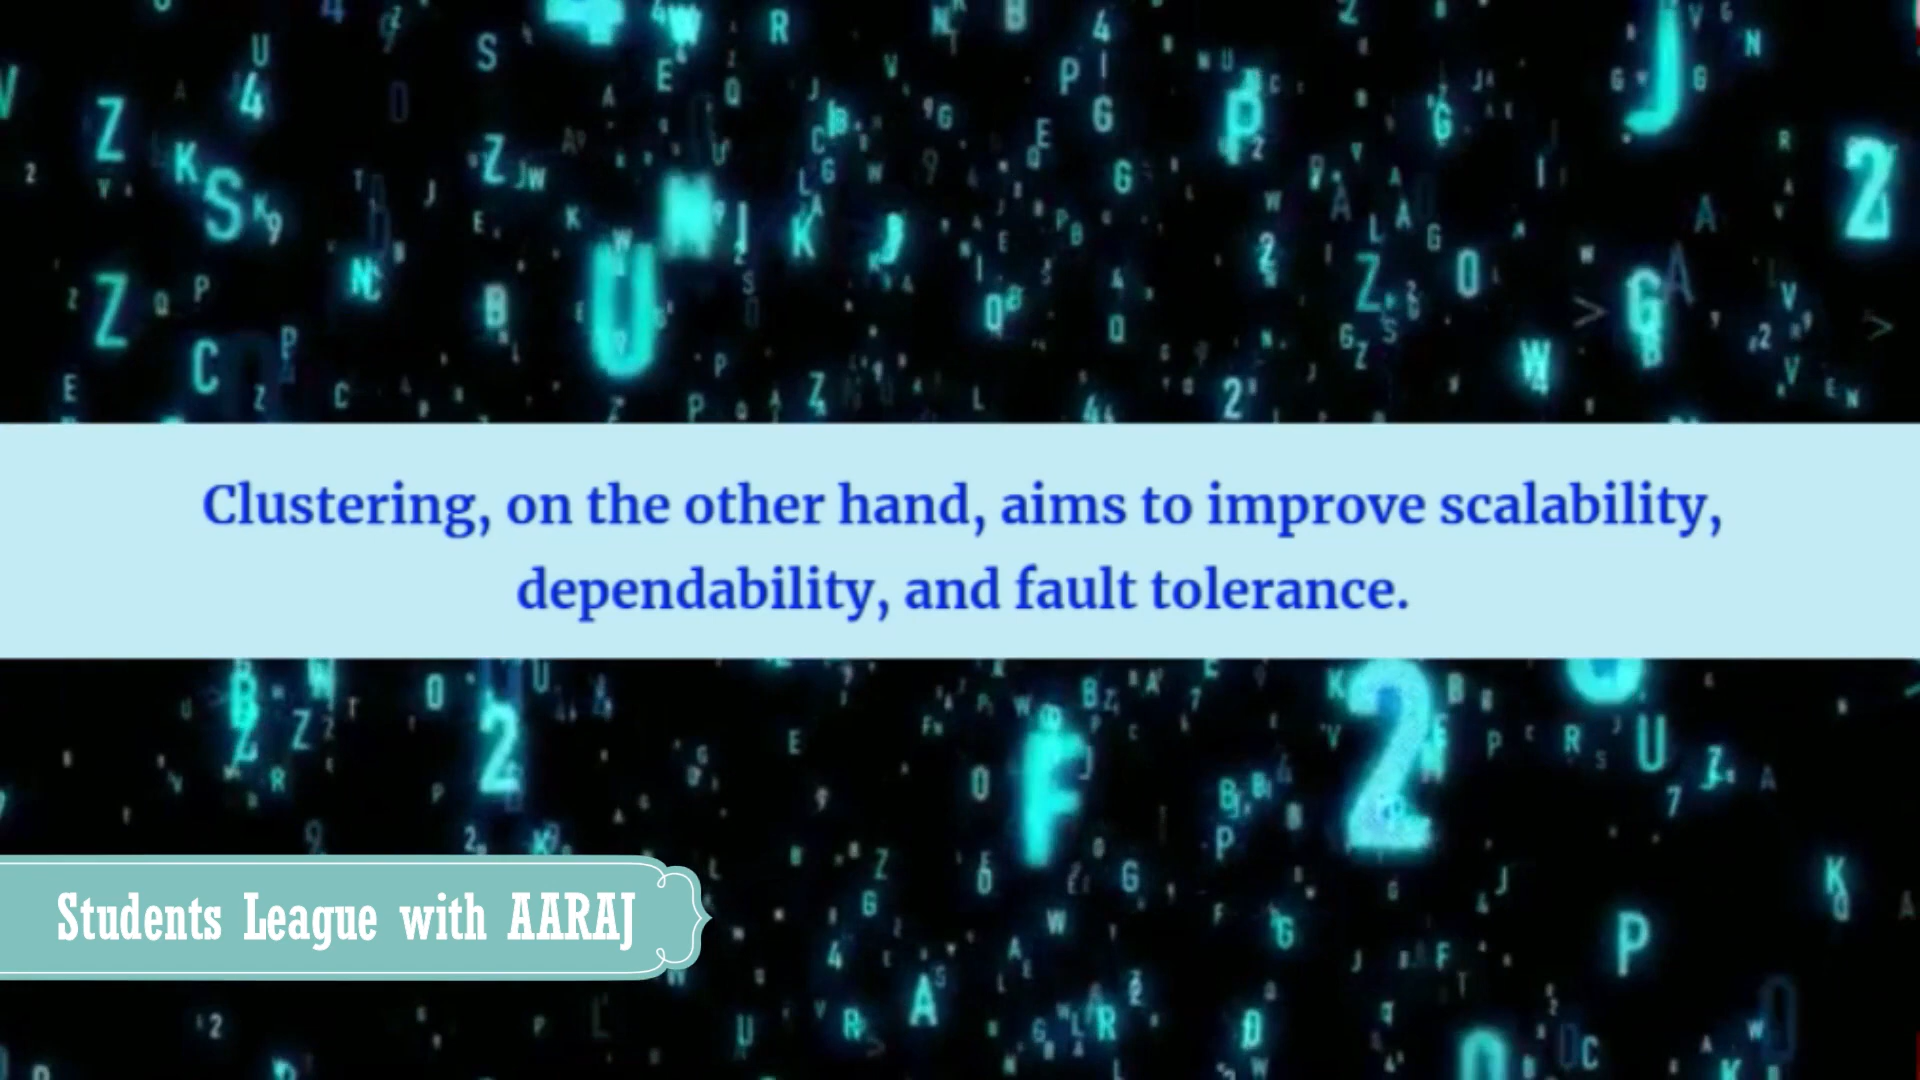 Clustering, on the other hand, aims to improve scalability,
dependability, and fault tolerance.
Students League with AARAJ